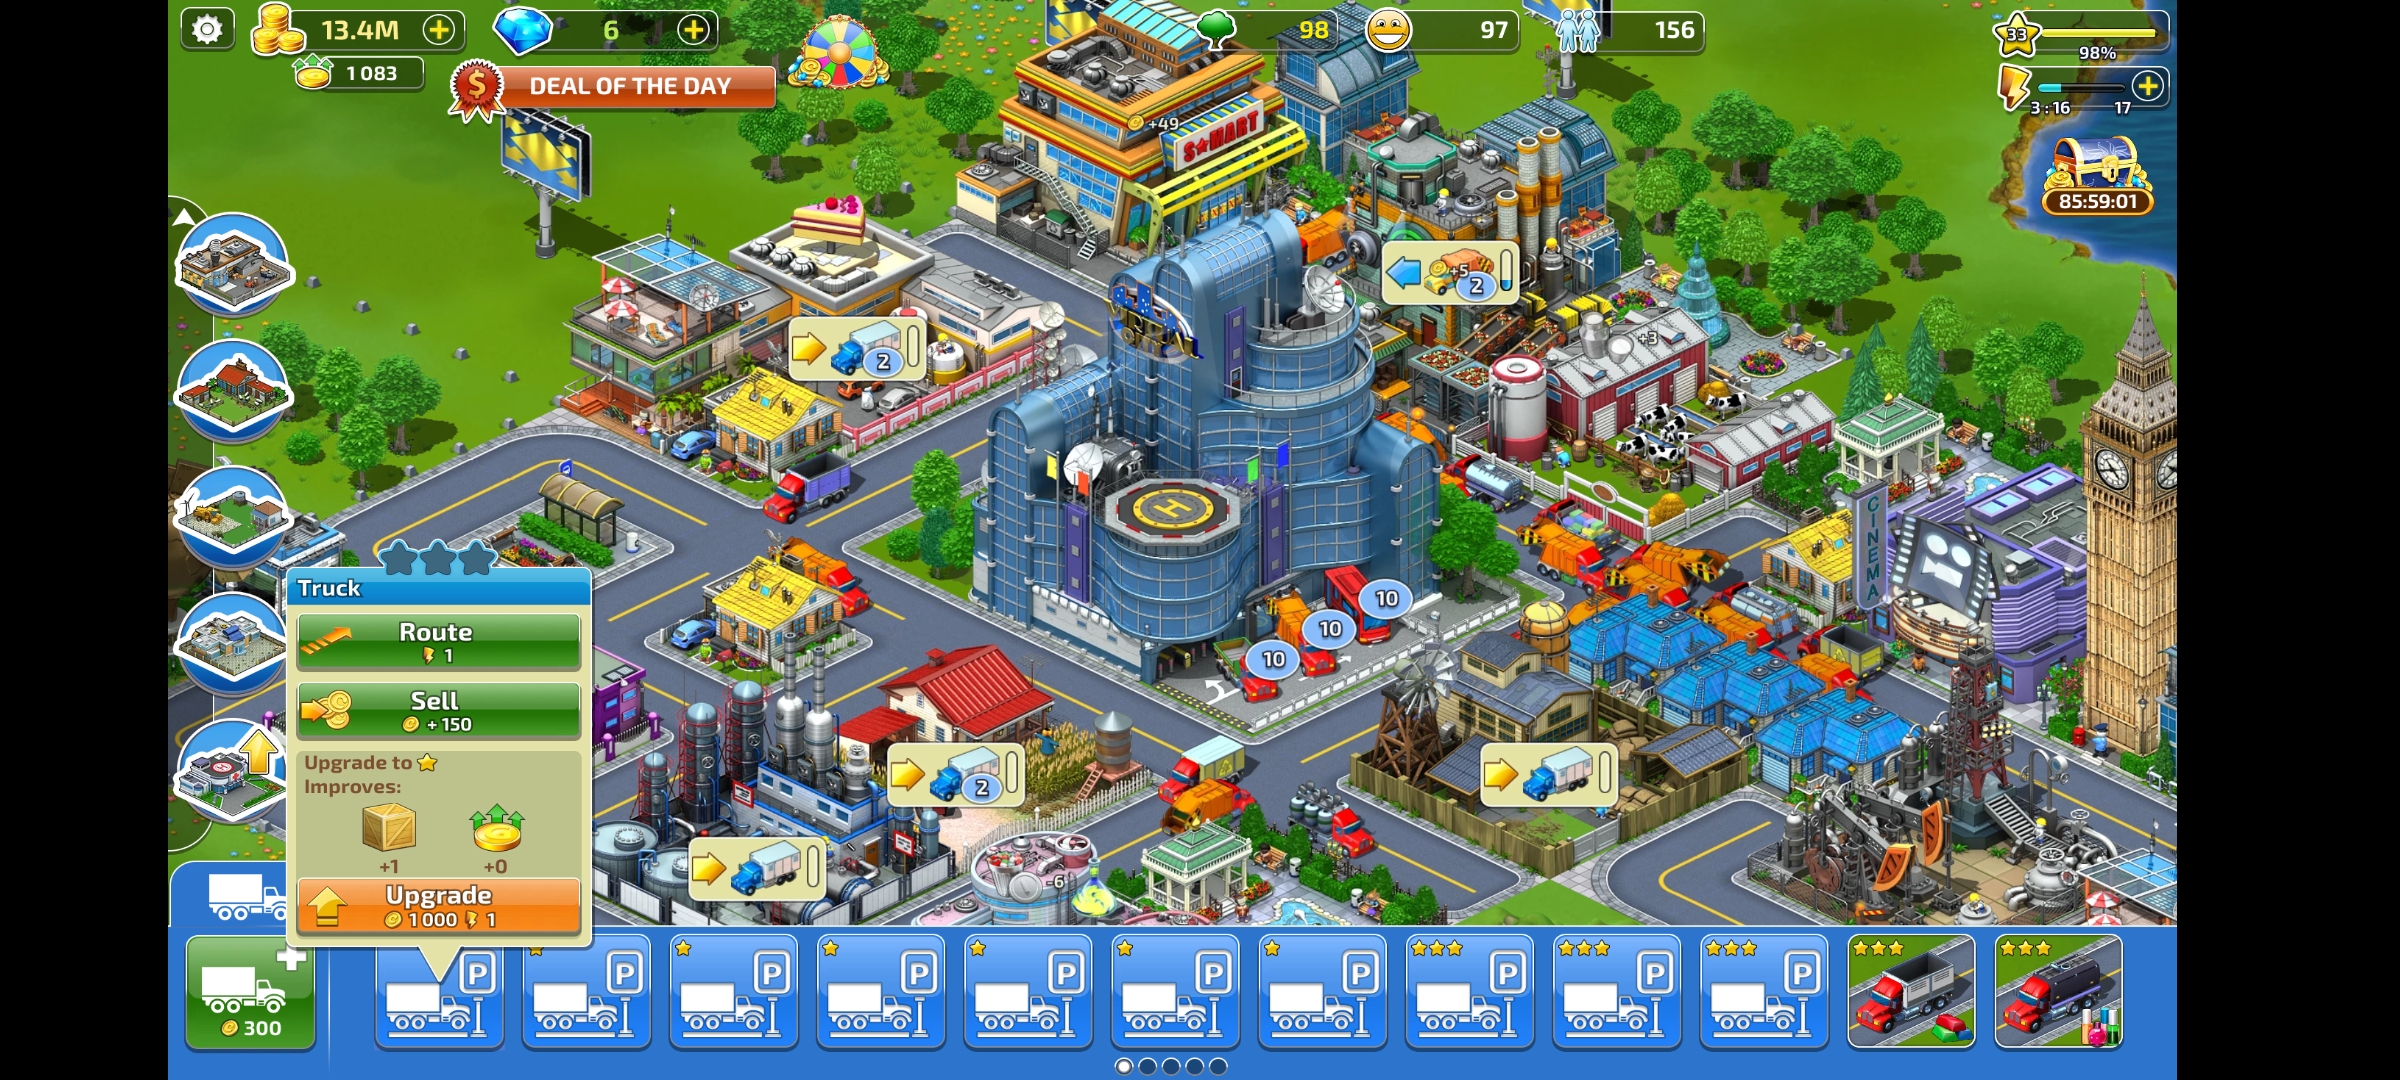 13.4M
6
98
97
156
33
98%
1 083
DEAL OF THE DAY
3:16
17
+49
S★MART
85:59:01
+5
2
2
+3
CINEMA
H
10
10
10
Truck
Route
1
Sell
+ 150
Upgrade to
Improves:
+1
+0
Upgrade
1 000
1
2
-6
300
P
P
P
P
P
P
P
P
P
P